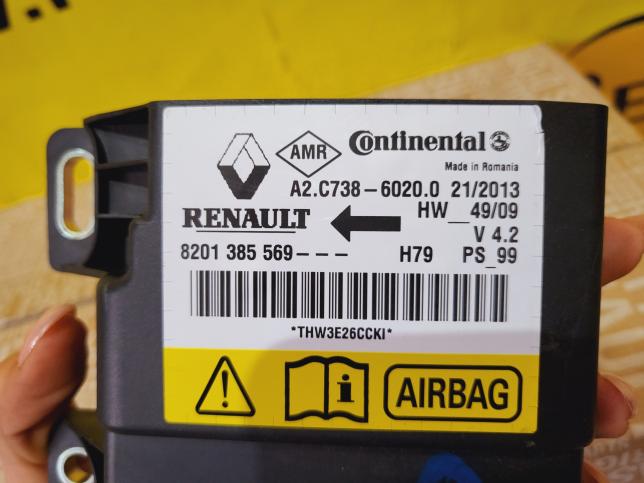 AMR
Continental
Made in Romania
A2.C738-6020.0 21/2013
RENAULT
HW__49/09
V 4.2
8201 385 569---
H79 PS_99
*THW3E26CCKI*
i AIRBAG